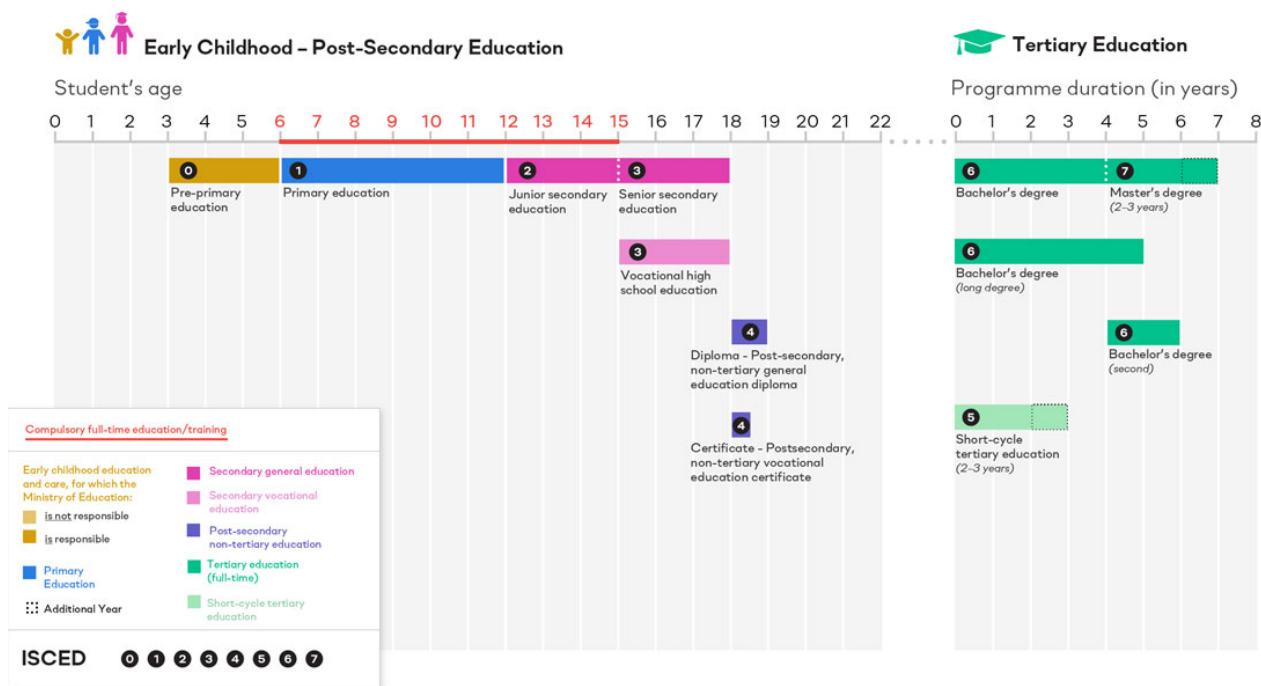 Early Childhood – Post-Secondary Education
Tertiary Education
Student's age
Programme duration (in years)
0 1 2 3 4 5 6 7 8 9 10 11 12 13 14 15 16 17 18 19 20 21 22
0 1 2 3 4 5 6 7 8
0
Pre-primary
education
1
Primary education
2
Junior secondary
education
3
Senior secondary
education
6
Bachelor's degree
7
Master's degree
(2–3 years)
3
Vocational high
school education
6
Bachelor's degree
(long degree)
4
Diploma - Post-secondary,
non-tertiary general
education diploma
6
Bachelor's degree
(second)
4
Certificate - Postsecondary,
non-tertiary vocational
education certificate
5
Short-cycle
tertiary education
(2–3 years)
Compulsory full-time education/training
Early childhood education
and care, for which the
Ministry of Education:
is not responsible
is responsible
Primary
Education
Additional Year
Secondary general education
Secondary vocational
education
Post-secondary
non-tertiary education
Tertiary education
(full-time)
Short-cycle tertiary
education
ISCED 0 1 2 3 4 5 6 7